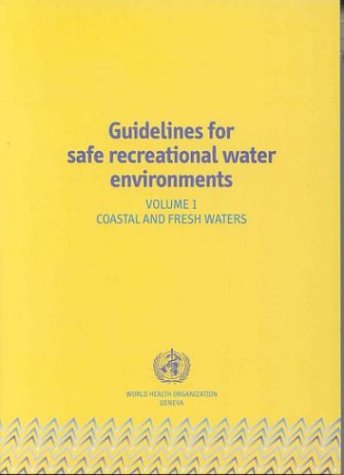 Guidelines for
safe recreational water
environments
VOLUME 1
COASTAL AND FRESH WATERS
WORLD HEALTH ORGANIZATION
GENEVA